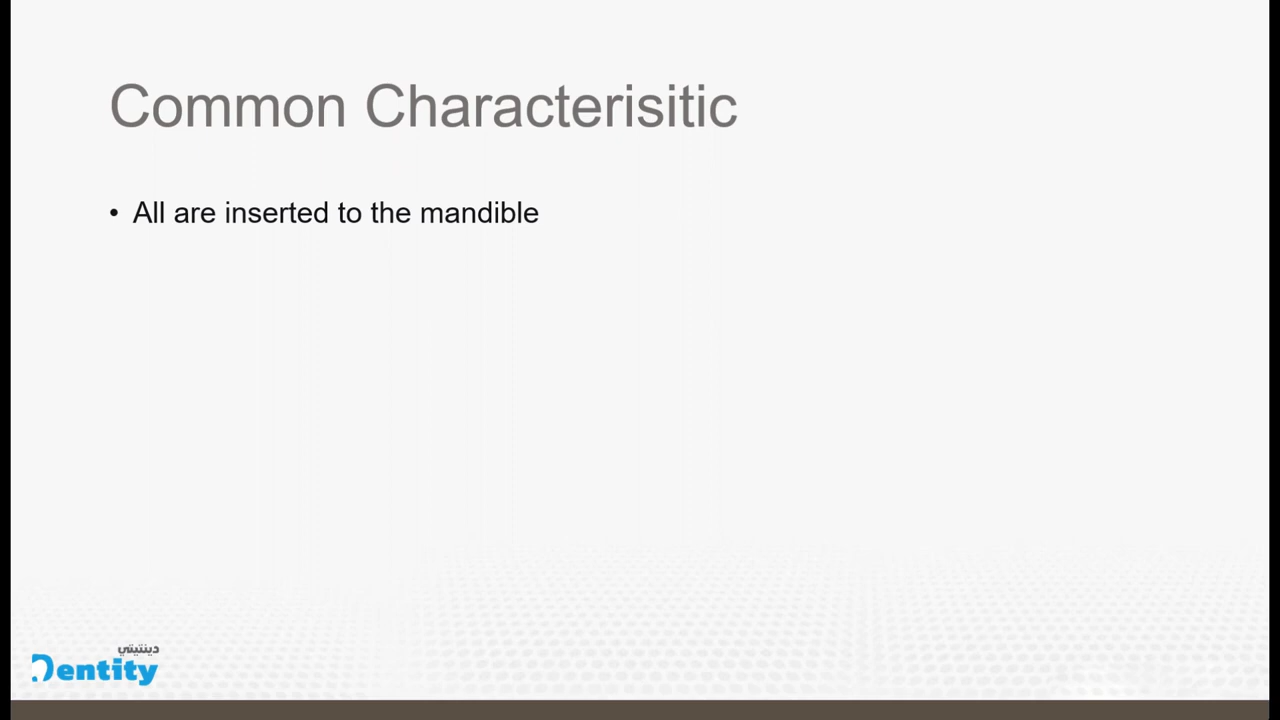 Common Characterisitic
• All are inserted to the mandible
دينتيتي
Dentity